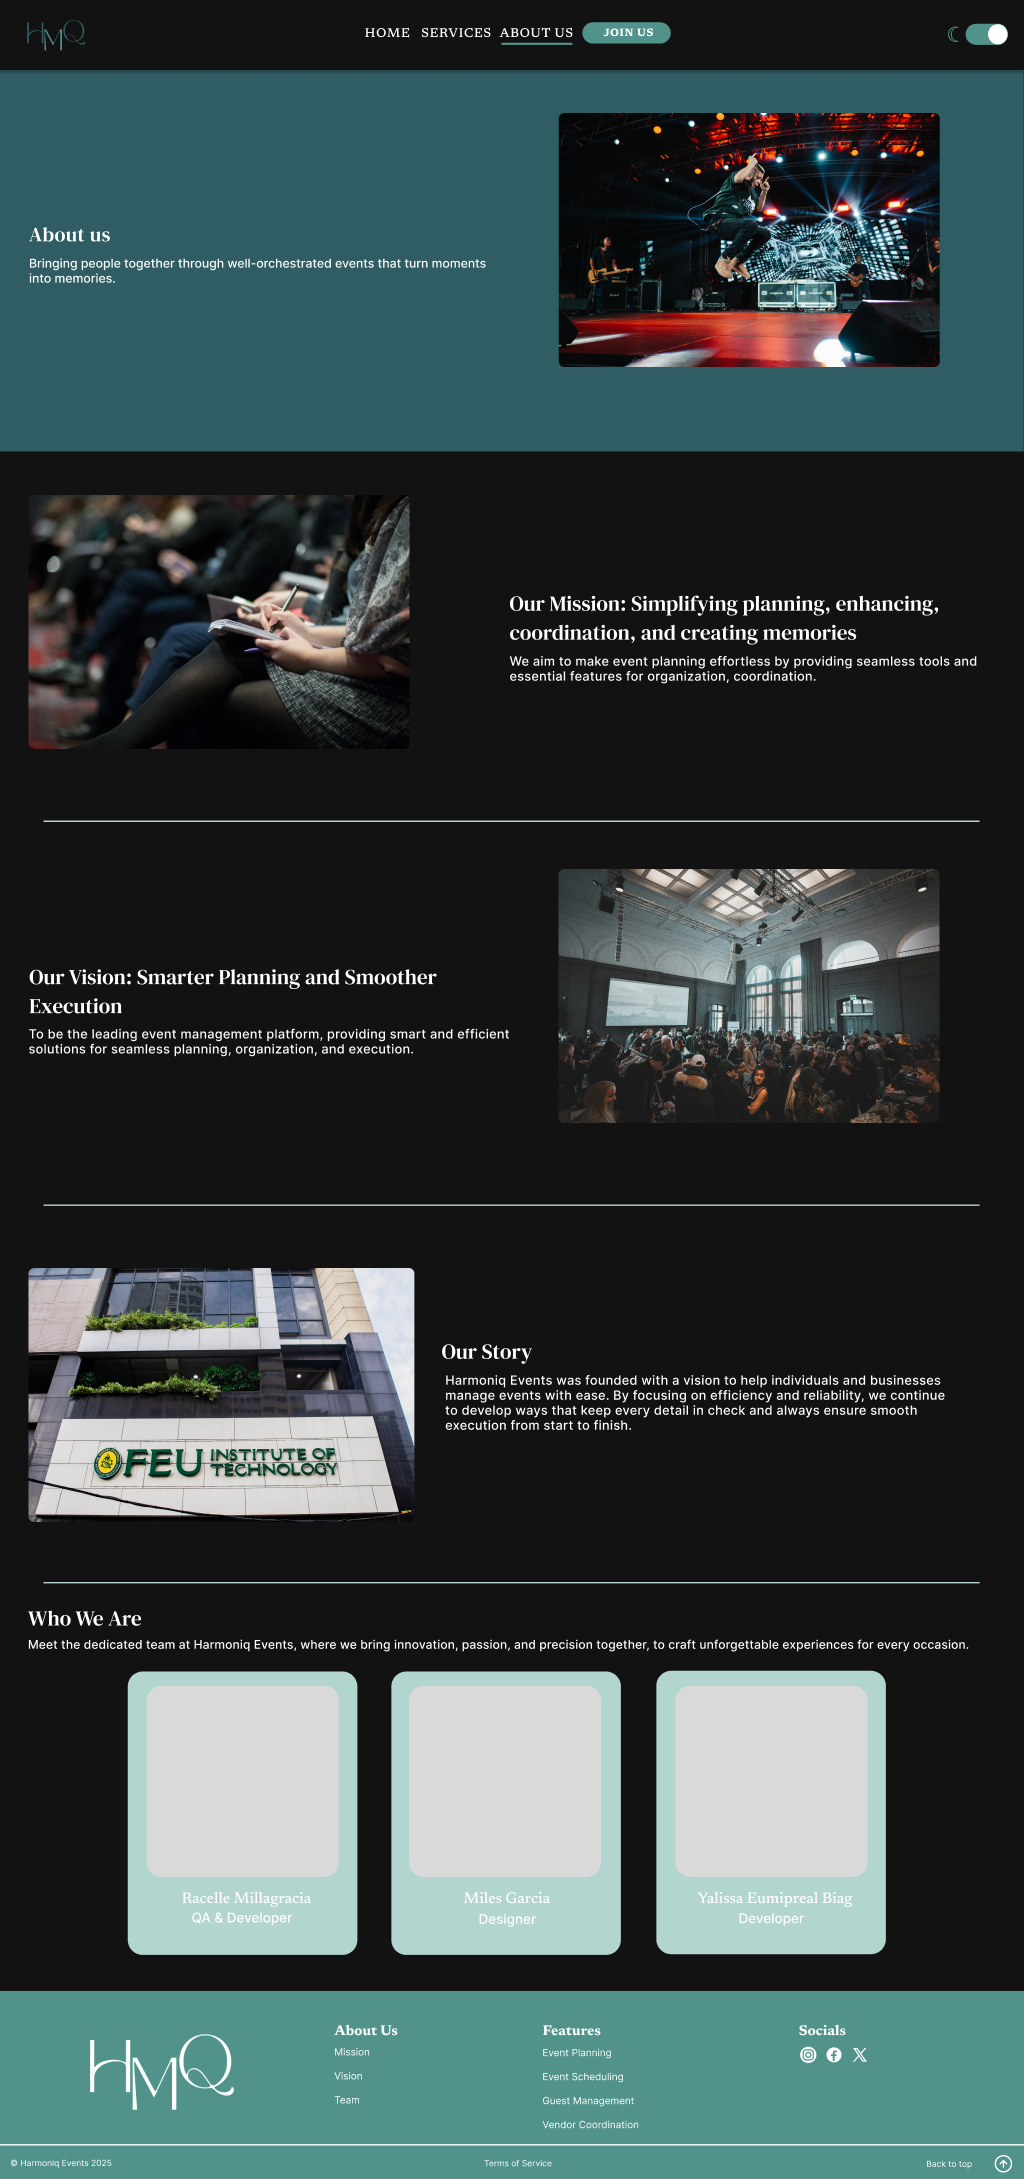 HMQ
HOME SERVICES ABOUT US JOIN US
About us
Bringing people together through well-orchestrated events that turn moments
into memories.
Our Mission: Simplifying planning, enhancing,
coordination, and creating memories
We aim to make event planning effortless by providing seamless tools and
essential features for organization, coordination.
Our Vision: Smarter Planning and Smoother
Execution
To be the leading event management platform, providing smart and efficient
solutions for seamless planning, organization, and execution.
FEU INSTITUTE OF
TECHNOLOGY
Our Story
Harmoniq Events was founded with a vision to help individuals and businesses
manage events with ease. By focusing on efficiency and reliability, we continue
to develop ways that keep every detail in check and always ensure smooth
execution from start to finish.
Who We Are
Meet the dedicated team at Harmoniq Events, where we bring innovation, passion, and precision together, to craft unforgettable experiences for every occasion.
Racelle Millagracia
QA & Developer
Miles Garcia
Designer
Yalissa Eumipreal Biag
Developer
HMQ
About Us
Mission
Vision
Team
Features
Event Planning
Event Scheduling
Guest Management
Vendor Coordination
Socials
© Harmoniq Events 2025
Terms of Service
Back to top